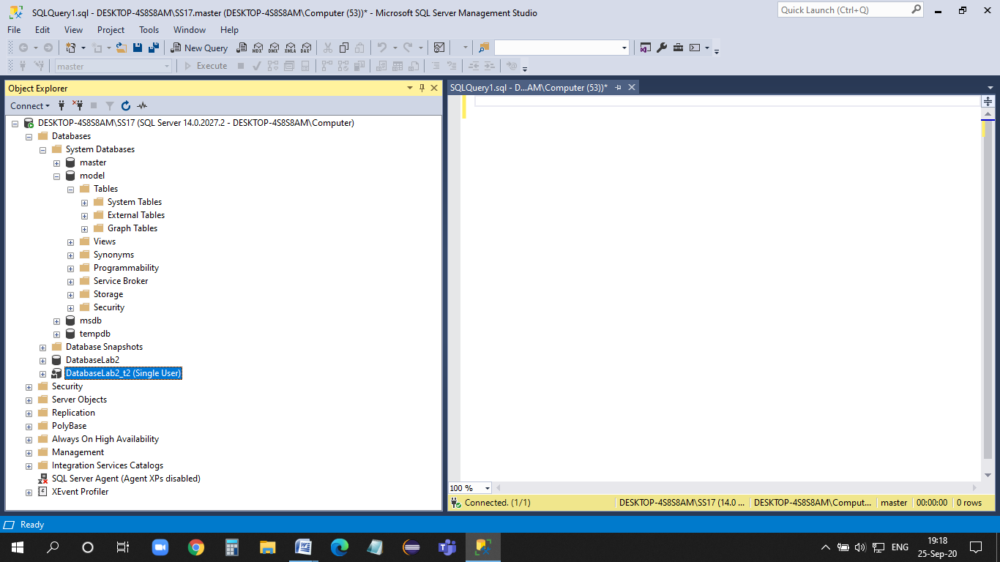 SQLQuery1.sql - DESKTOP-4S8S8AM\SS17.master (DESKTOP-4S8S8AM\Computer (53))* - Microsoft SQL Server Management Studio
Quick Launch (Ctrl+Q)
File Edit View Project Tools Window Help
New Query MDX DMX XMLA DAX
master Execute
Object Explorer
SQLQuery1.sql - D...AM\Computer (53))*
Connect
DESKTOP-4S8S8AM\SS17 (SQL Server 14.0.2027.2 - DESKTOP-4S8S8AM\Computer)
Databases
System Databases
master
model
Tables
System Tables
External Tables
Graph Tables
Views
Synonyms
Programmability
Service Broker
Storage
Security
msdb
tempdb
Database Snapshots
DatabaseLab2
DatabaseLab2_t2 (Single User)
Security
Server Objects
Replication
PolyBase
Always On High Availability
Management
Integration Services Catalogs
SQL Server Agent (Agent XPs disabled)
XEvent Profiler
100 %
Connected. (1/1) DESKTOP-4S8S8AM\SS17 (14.0 ... DESKTOP-4S8S8AM\Comput... master 00:00:00 0 rows
Ready
ENG
19:18
25-Sep-20